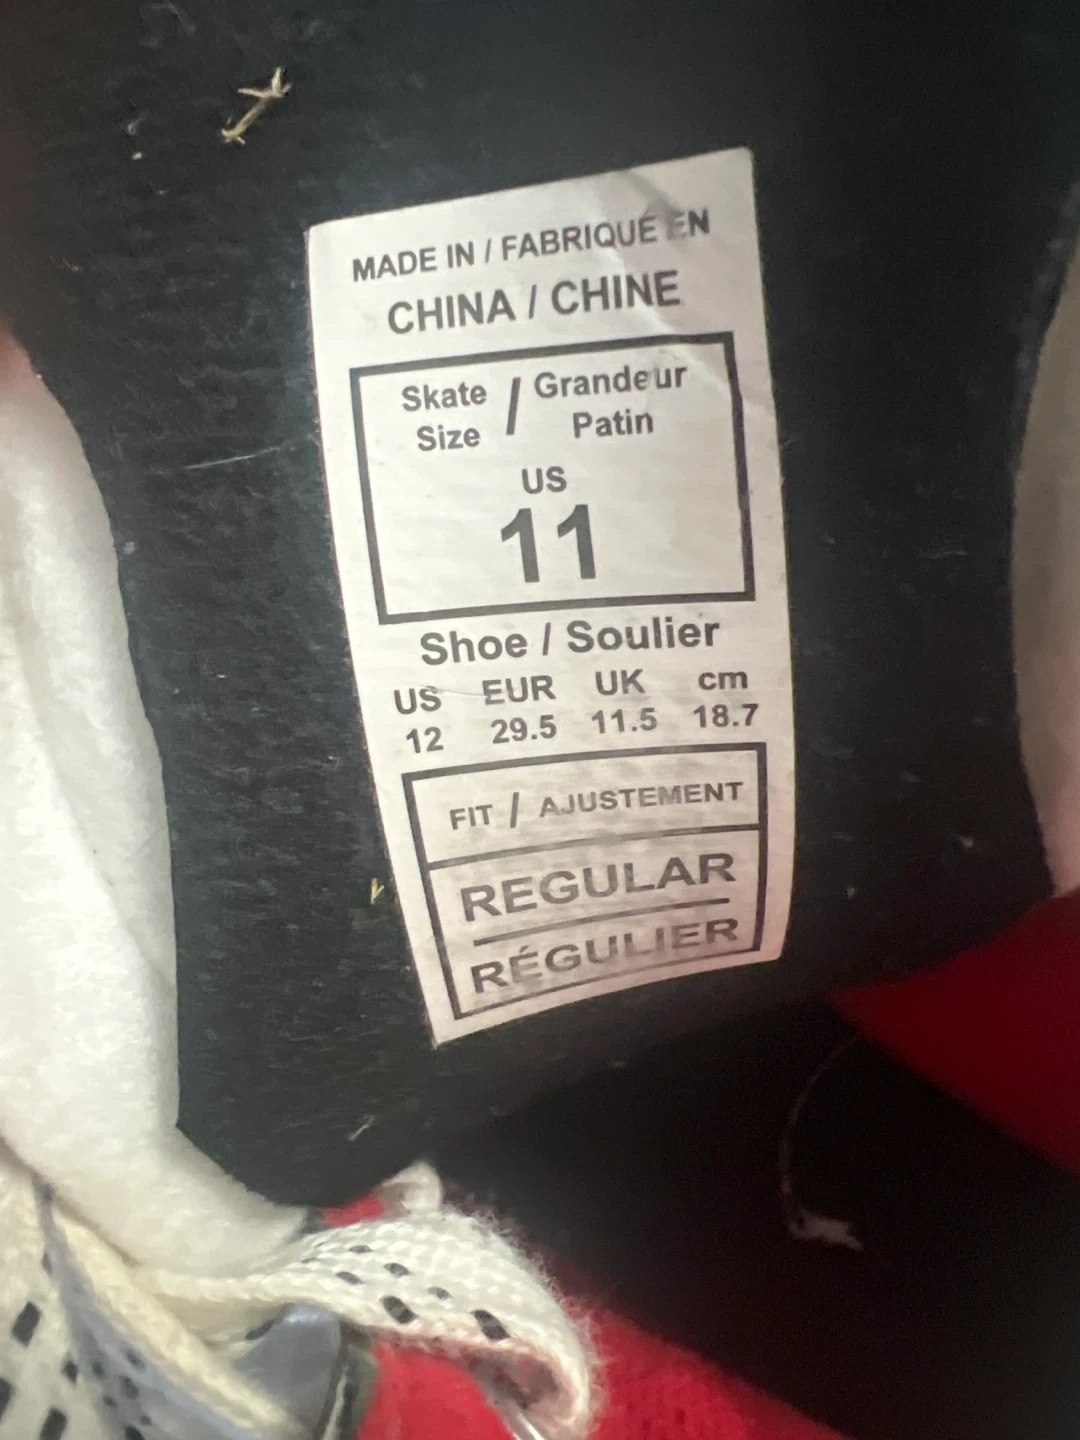 MADE IN / FABRIQUÉ EN
CHINA / CHINE
Skate Size / Grandeur Patin
US
11
Shoe / Soulier
US EUR UK cm
12 29.5 11.5 18.7
FIT / AJUSTEMENT
REGULAR
RÉGULIER